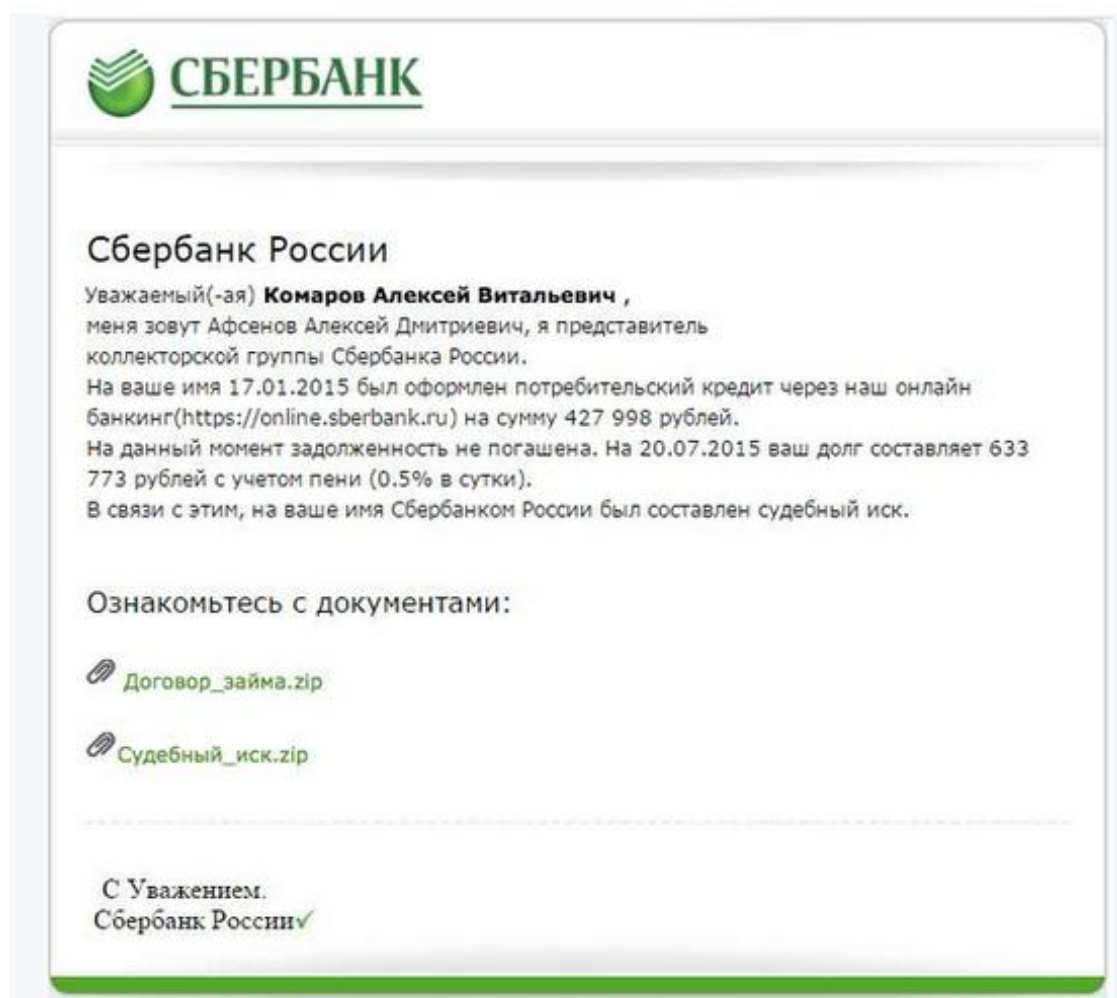 СБЕРБАНК
Сбербанк России
Уважаемый(-ая) Комаров Алексей Витальевич ,
меня зовут Афсенов Алексей Дмитриевич, я представитель
коллекторской группы Сбербанка России.
На ваше имя 17.01.2015 был оформлен потребительский кредит через наш онлайн
банкинг(https://online.sberbank.ru) на сумму 427 998 рублей.
На данный момент задолженность не погашена. На 20.07.2015 ваш долг составляет 633
773 рублей с учетом пени (0.5% в сутки).
В связи с этим, на ваше имя Сбербанком России был составлен судебный иск.
Ознакомьтесь с документами:
Договор_займа.zip
Судебный_иск.zip
С Уважением.
Сбербанк России✓